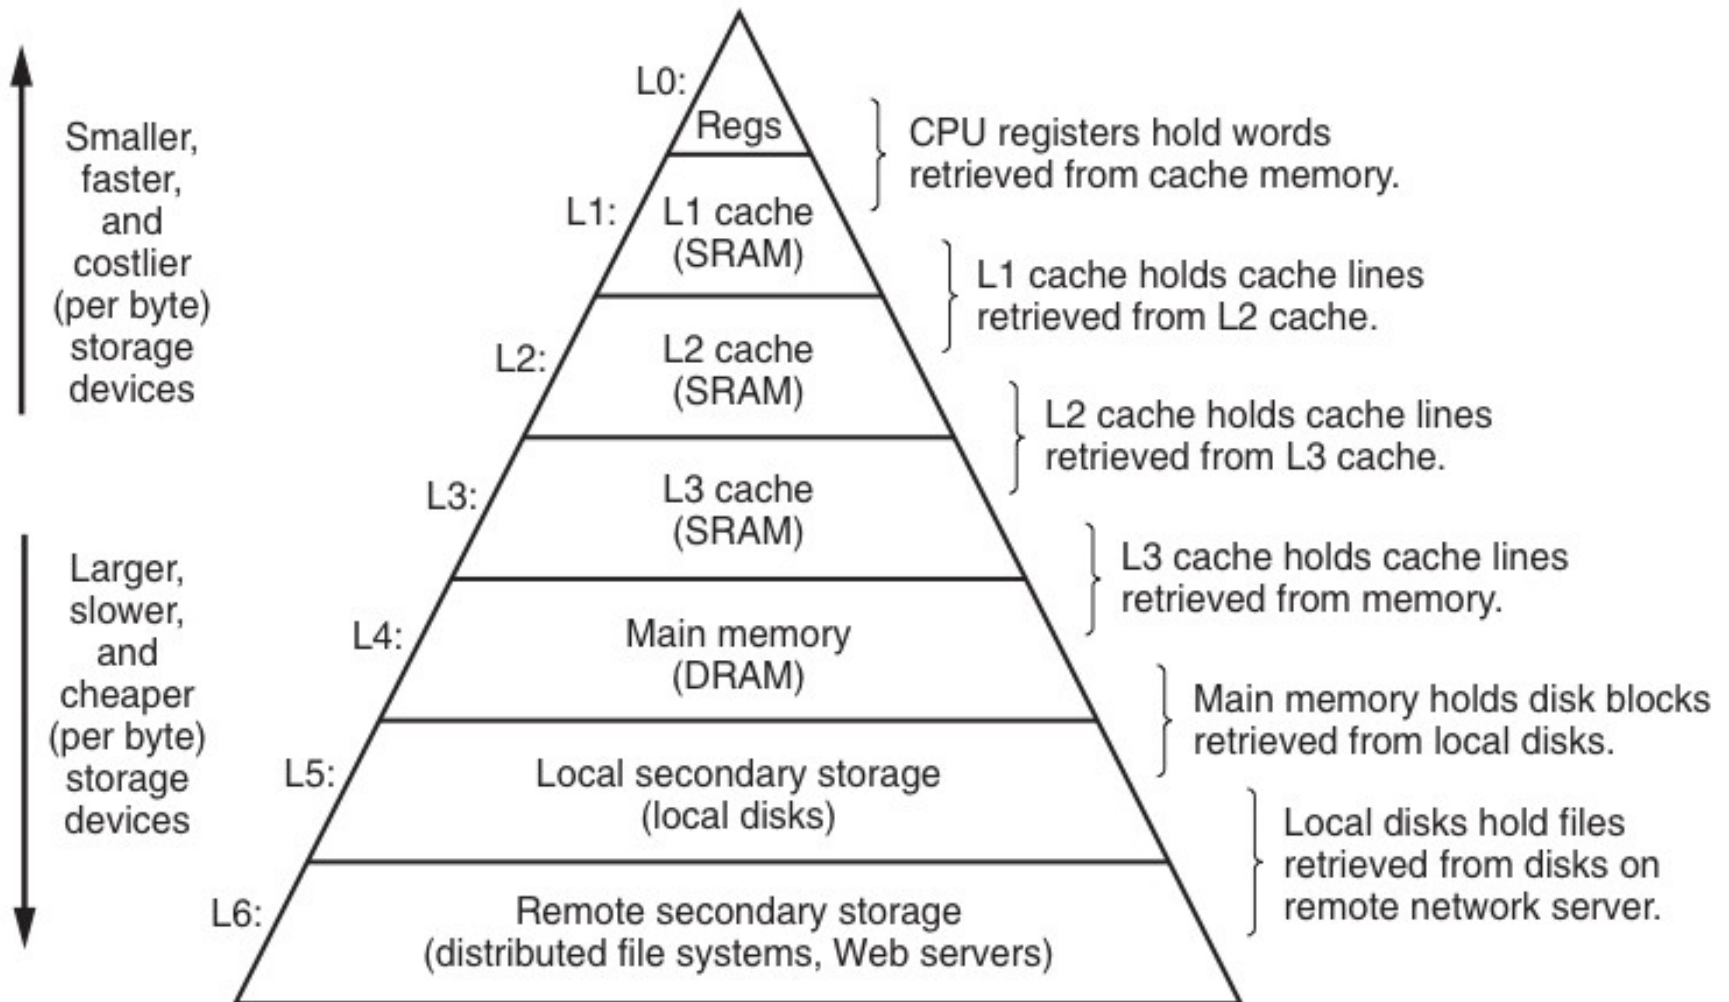 Smaller,
faster,
and
costlier
(per byte)
storage
devices
Larger,
slower,
and
cheaper
(per byte)
storage
devices
L0:
Regs
CPU registers hold words
retrieved from cache memory.
L1:
L1 cache
(SRAM)
L1 cache holds cache lines
retrieved from L2 cache.
L2:
L2 cache
(SRAM)
L2 cache holds cache lines
retrieved from L3 cache.
L3:
L3 cache
(SRAM)
L3 cache holds cache lines
retrieved from memory.
L4:
Main memory
(DRAM)
Main memory holds disk blocks
retrieved from local disks.
L5:
Local secondary storage
(local disks)
Local disks hold files
retrieved from disks on
remote network server.
L6:
Remote secondary storage
(distributed file systems, Web servers)